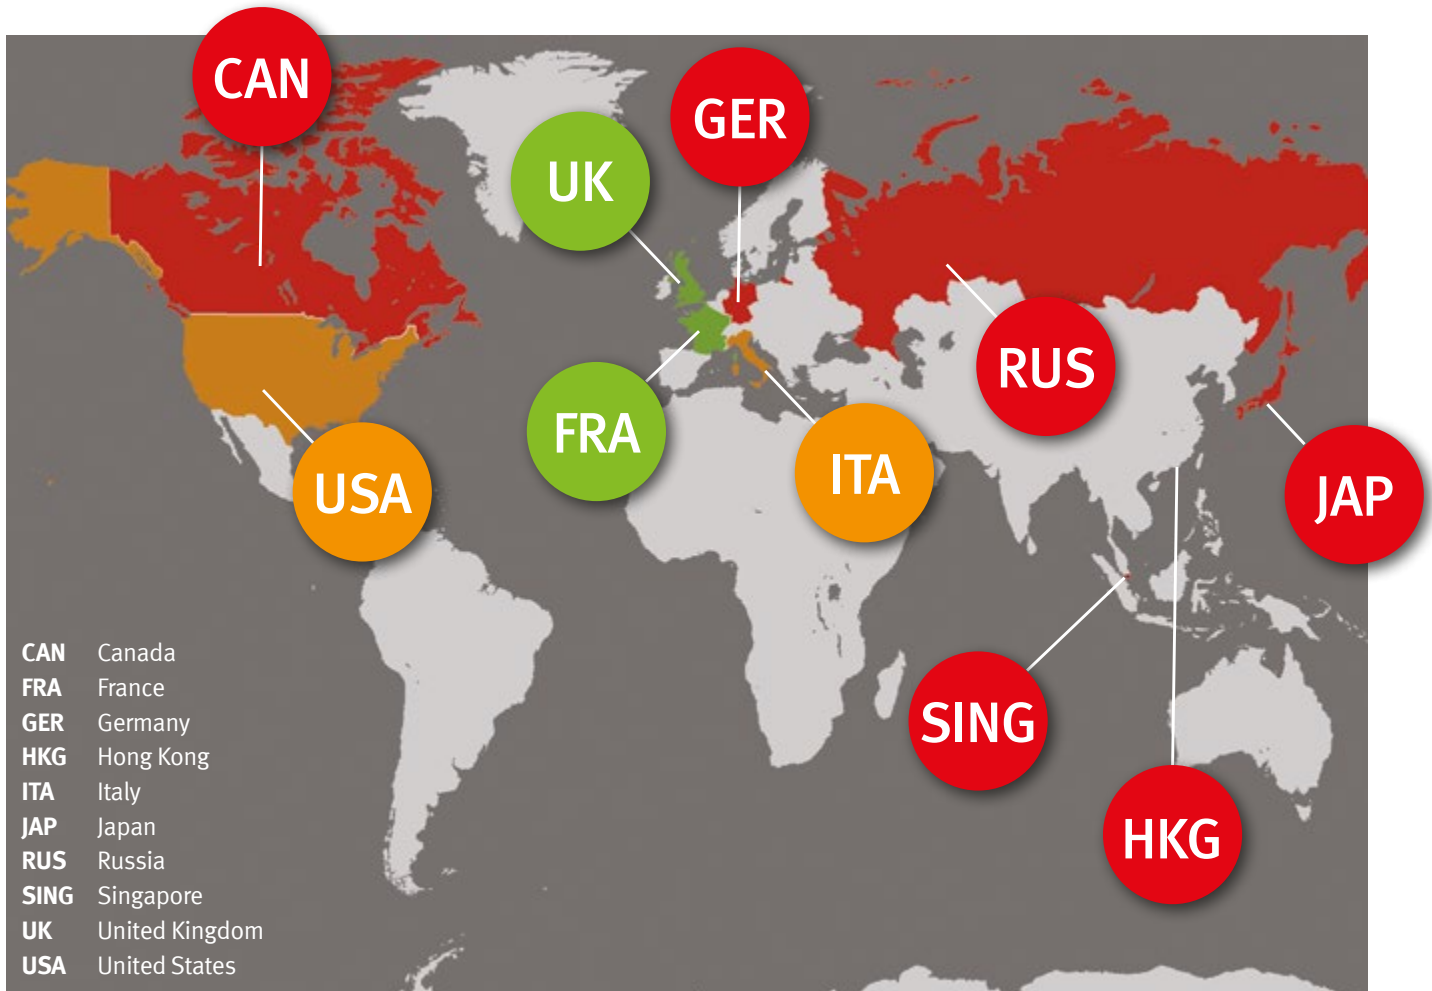 CAN
GER
UK
RUS
FRA
ITA
USA
JAP
SING
HKG
CAN Canada
FRA France
GER Germany
HKG Hong Kong
ITA Italy
JAP Japan
RUS Russia
SING Singapore
UK United Kingdom
USA United States